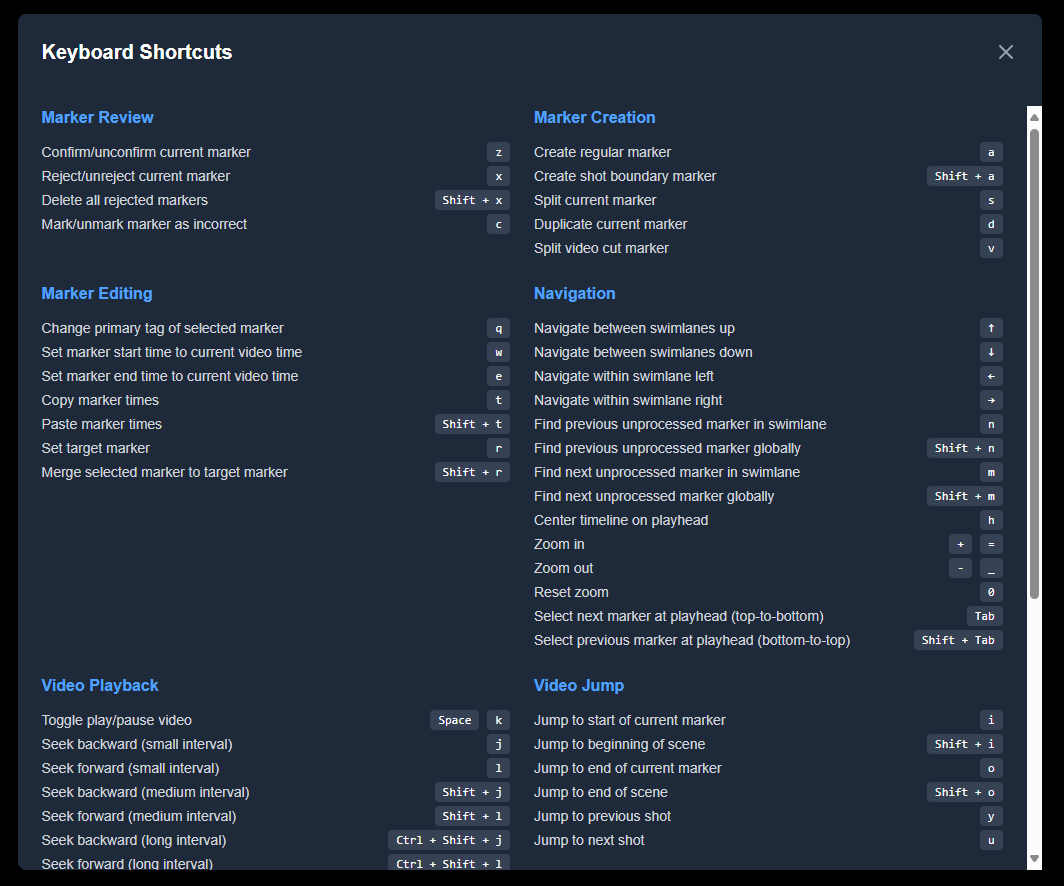 Keyboard Shortcuts
Marker Review
Confirm/unconfirm current marker z
Reject/unreject current marker x
Delete all rejected markers Shift + x
Mark/unmark marker as incorrect c
Marker Creation
Create regular marker a
Create shot boundary marker Shift + a
Split current marker s
Duplicate current marker d
Split video cut marker v
Marker Editing
Change primary tag of selected marker q
Set marker start time to current video time w
Set marker end time to current video time e
Copy marker times t
Paste marker times Shift + t
Set target marker r
Merge selected marker to target marker Shift + r
Navigation
Navigate between swimlanes up ↑
Navigate between swimlanes down ↓
Navigate within swimlane left ←
Navigate within swimlane right →
Find previous unprocessed marker in swimlane n
Find previous unprocessed marker globally Shift + n
Find next unprocessed marker in swimlane m
Find next unprocessed marker globally Shift + m
Center timeline on playhead h
Zoom in + =
Zoom out - _
Reset zoom 0
Select next marker at playhead (top-to-bottom) Tab
Select previous marker at playhead (bottom-to-top) Shift + Tab
Video Playback
Toggle play/pause video Space k
Seek backward (small interval) j
Seek forward (small interval) l
Seek backward (medium interval) Shift + j
Seek forward (medium interval) Shift + l
Seek backward (long interval) Ctrl + Shift + j
Seek forward (long interval) Ctrl + Shift + l
Video Jump
Jump to start of current marker i
Jump to beginning of scene Shift + i
Jump to end of current marker o
Jump to end of scene Shift + o
Jump to previous shot y
Jump to next shot u